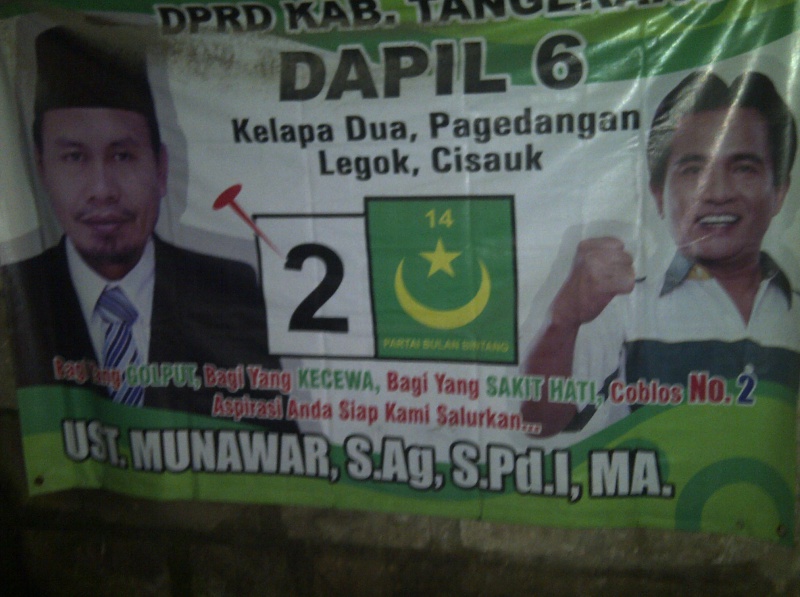 DPRD KAB. TANGERANG
DAPIL 6
Kelapa Dua, Pagedangan
Legok, Cisauk
2
14
PARTAI BULAN BINTANG
Bagi Yang GOLPUT, Bagi Yang KECEWA, Bagi Yang SAKIT HATI, Coblos No. 2
Aspirasi Anda Siap Kami Salurkan...
UST. MUNAWAR, S.Ag, S.Pd.I, MA.